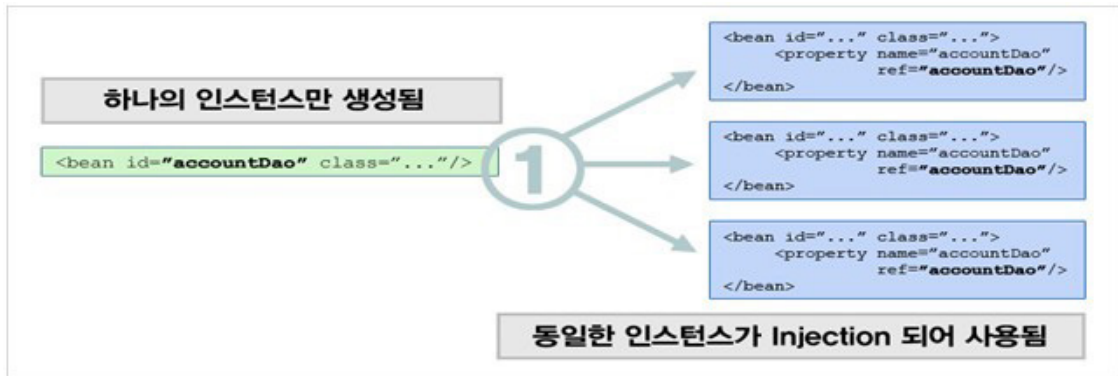 하나의 인스턴스만 생성됨
<bean id="accountDao" class="..."/>
1
<bean id="..." class="...">
<property name="accountDao"
ref="accountDao"/>
</bean>
<bean id="..." class="...">
<property name="accountDao"
ref="accountDao"/>
</bean>
<bean id="..." class="...">
<property name="accountDao"
ref="accountDao"/>
</bean>
동일한 인스턴스가 Injection 되어 사용됨